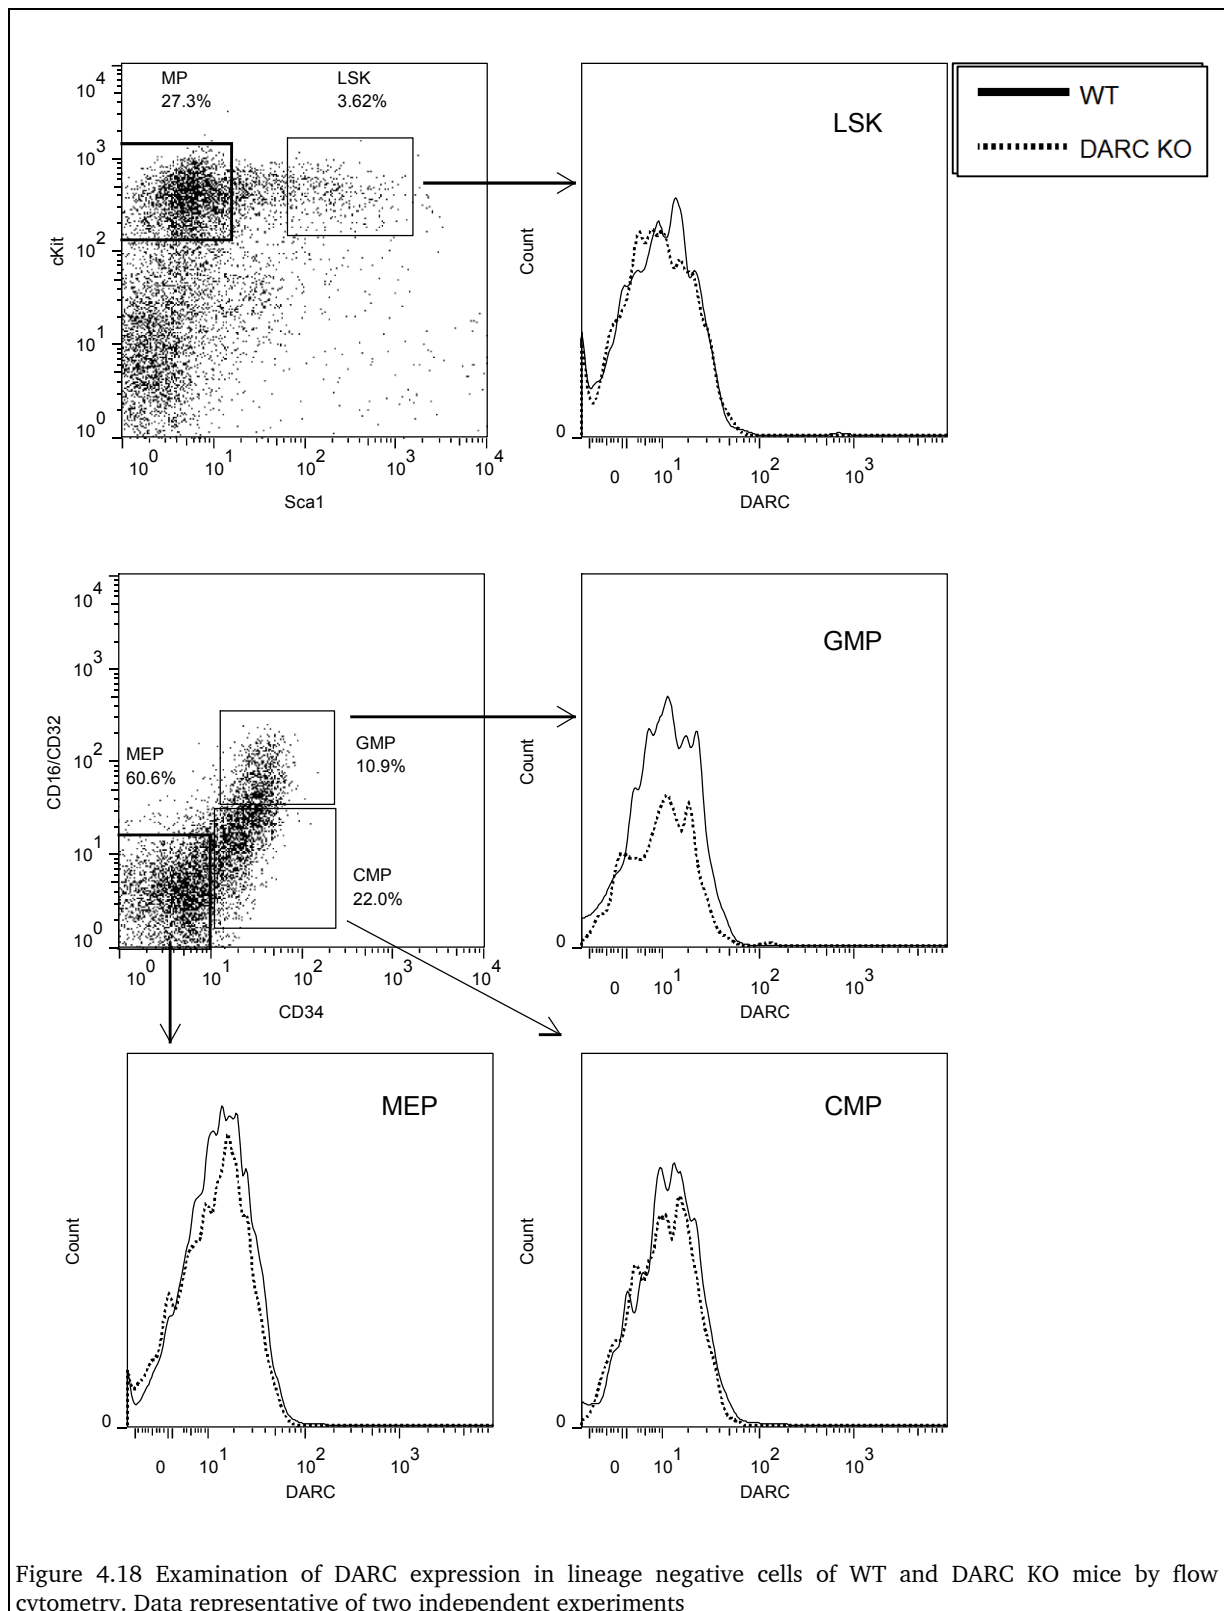 MP
27.3%
LSK
3.62%
10^4
10^3
10^2
10^1
10^0
cKit
10^0 10^1 10^2 10^3 10^4
Sca1
LSK
Count
0
0 10^1 10^2 10^3
DARC
WT
DARC KO
10^4
10^3
10^2
10^1
10^0
CD16/CD32
MEP
60.6%
GMP
10.9%
CMP
22.0%
10^0 10^1 10^2 10^3 10^4
CD34
GMP
Count
0
0 10^1 10^2 10^3
DARC
MEP
Count
0
0 10^1 10^2 10^3
DARC
CMP
Count
0
0 10^1 10^2 10^3
DARC
Figure 4.18 Examination of DARC expression in lineage negative cells of WT and DARC KO mice by flow
cytometry. Data representative of two independent experiments